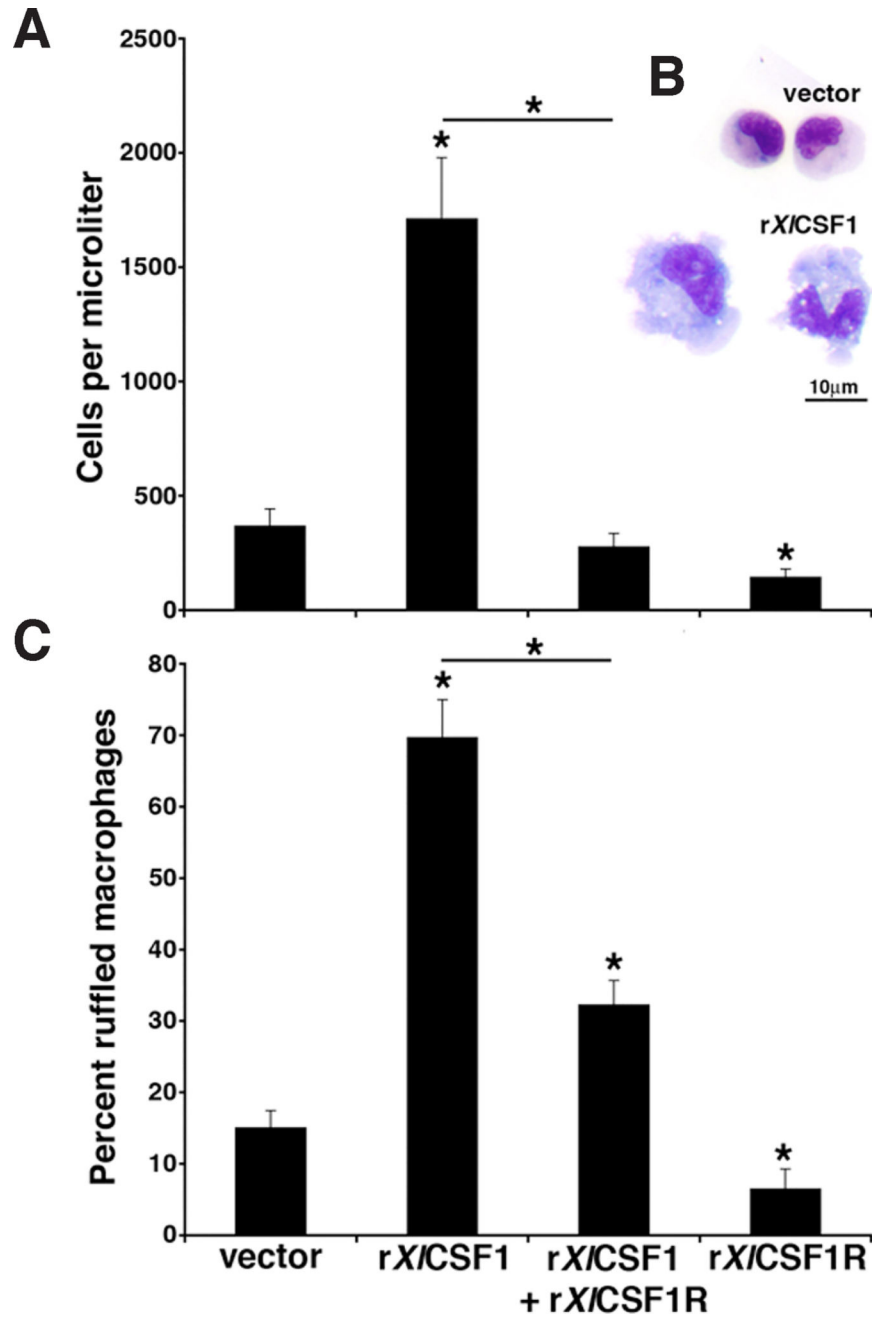 A
2500
2000
1500
1000
500
0
Cells per microliter
*
*
*
B
vector
rXlCSF1
10μm
C
80
70
60
50
40
30
20
10
0
Percent ruffled macrophages
*
*
*
*
vector
rXlCSF1
rXlCSF1
+ rXlCSF1R
rXlCSF1R